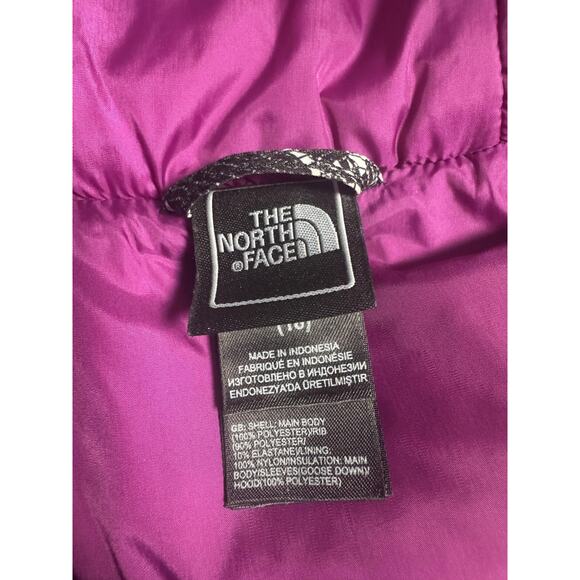 THE
NORTH
®FACE
MADE IN INDONESIA
FABRIQUÉ EN INDONÉSIE
ИЗГОТОВЛЕНО В ИНДОНЕЗИИ
ENDONEZYA'DA ÜRETILMIŞTIR
GB; SHELL; MAIN BODY
(100% POLYESTER)/RIB
(90% POLYESTER/
10% ELASTANE)/LINING:
100% NYLON/INSULATION: MAIN
BODY/SLEEVES(GOOSE DOWN)/
HOOD(100% POLYESTER)